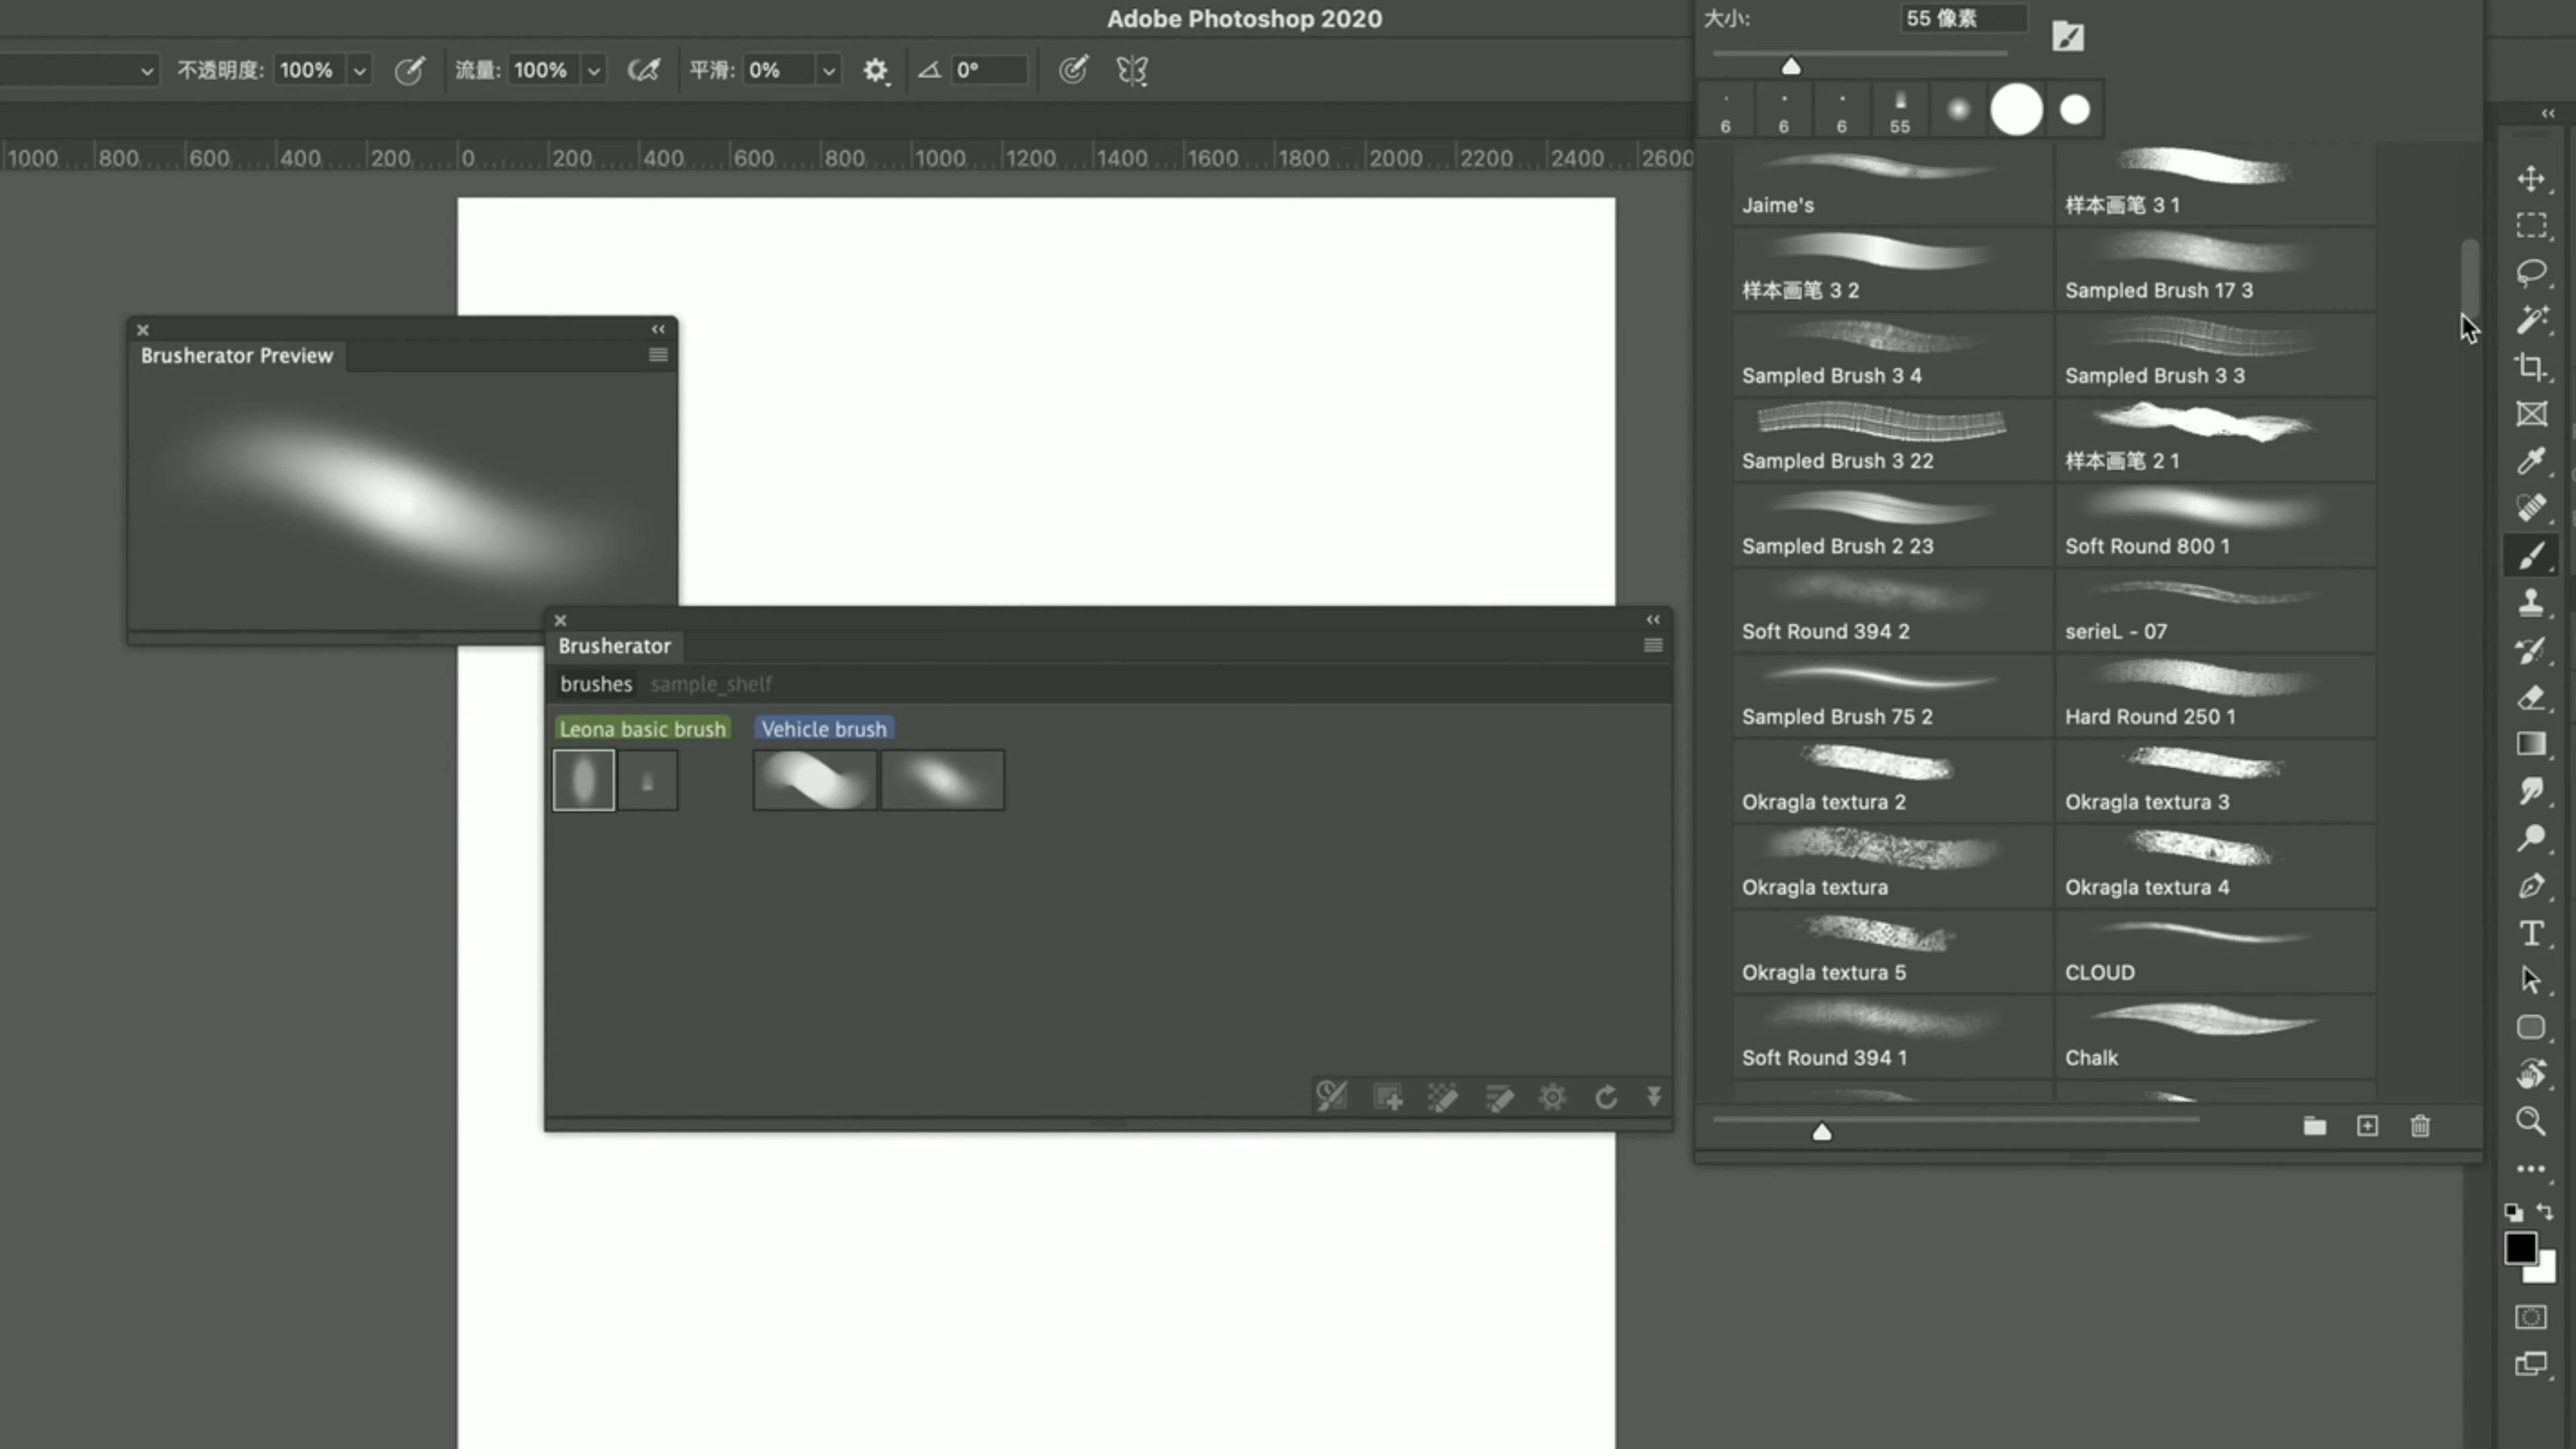 Adobe Photoshop 2020
大小: 55 像素
不透明度: 100% 流量: 100% 平滑: 0% 0°
6 6 6 55
1000 800 600 400 200 0 200 400 600 800 1000 1200 1400 1600 1800 2000 2200 2400 2600
Jaime's
样本画笔 3 1
样本画笔 3 2
Sampled Brush 17 3
Sampled Brush 3 4
Sampled Brush 3 3
Sampled Brush 3 22
样本画笔 2 1
Sampled Brush 2 23
Soft Round 800 1
Soft Round 394 2
serieL - 07
Sampled Brush 75 2
Hard Round 250 1
Okragla textura 2
Okragla textura 3
Okragla textura
Okragla textura 4
Okragla textura 5
CLOUD
Soft Round 394 1
Chalk
Brusherator Preview
Brusherator
brushes sample_shelf
Leona basic brush Vehicle brush